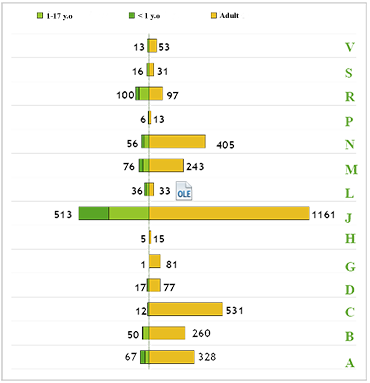 1-17 y.o < 1 y.o Adult
13 53 V
16 31 S
100 97 R
6 13 P
56 405 N
76 243 M
36 33 OLE L
513 1161 J
5 15 H
1 81 G
17 77 D
12 531 C
50 260 B
67 328 A